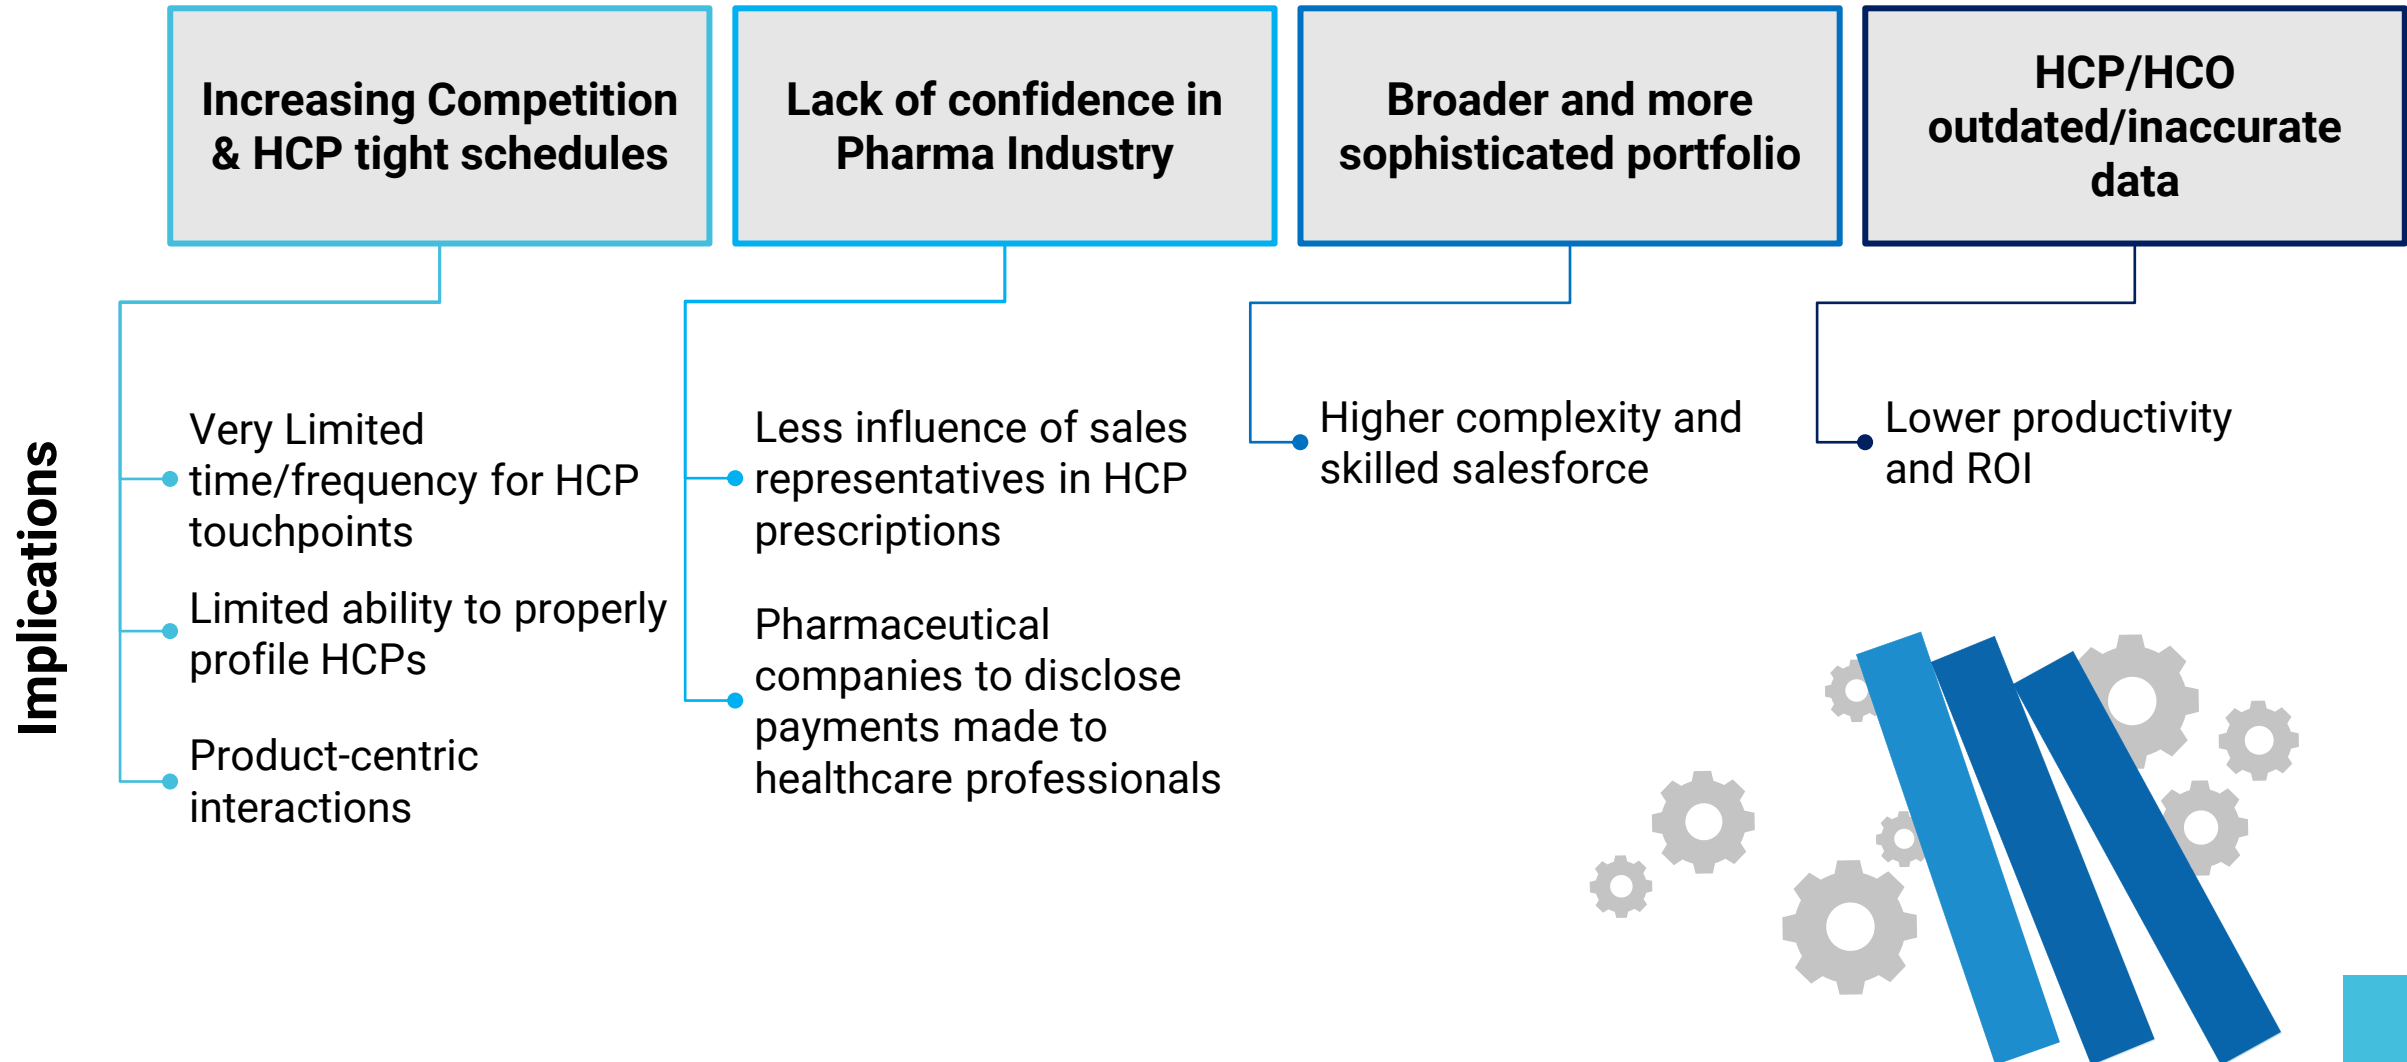 Increasing Competition
& HCP tight schedules
Lack of confidence in
Pharma Industry
Broader and more
sophisticated portfolio
HCP/HCO
outdated/inaccurate
data
Implications
Very Limited
time/frequency for HCP
touchpoints
Limited ability to properly
profile HCPs
Product-centric
interactions
Less influence of sales
representatives in HCP
prescriptions
Pharmaceutical
companies to disclose
payments made to
healthcare professionals
Higher complexity and
skilled salesforce
Lower productivity
and ROI